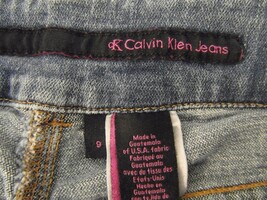 cK Calvin Klein Jeans
9
Made in
Guatemala
of U.S.A. fabric
Fabriqué au
Guatemala
avec de tissu des
États-Unis
Hecho en
Guatemala